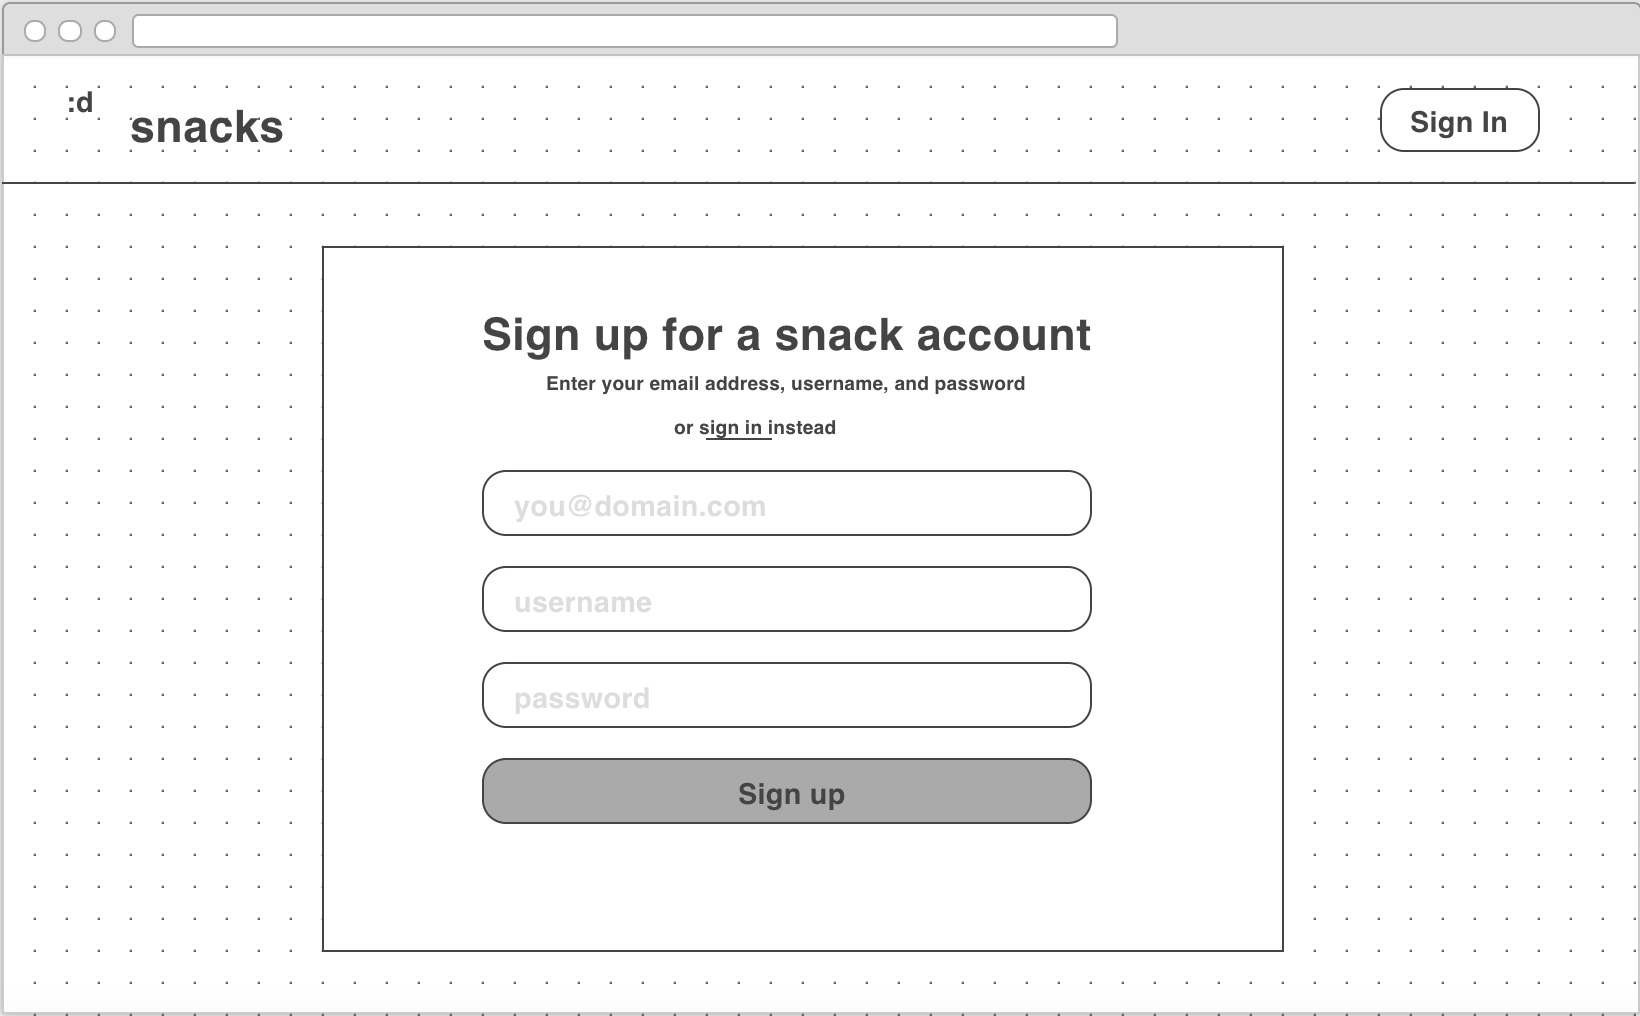 :d
snacks
Sign In
Sign up for a snack account
Enter your email address, username, and password
or sign in instead
you@domain.com
username
password
Sign up